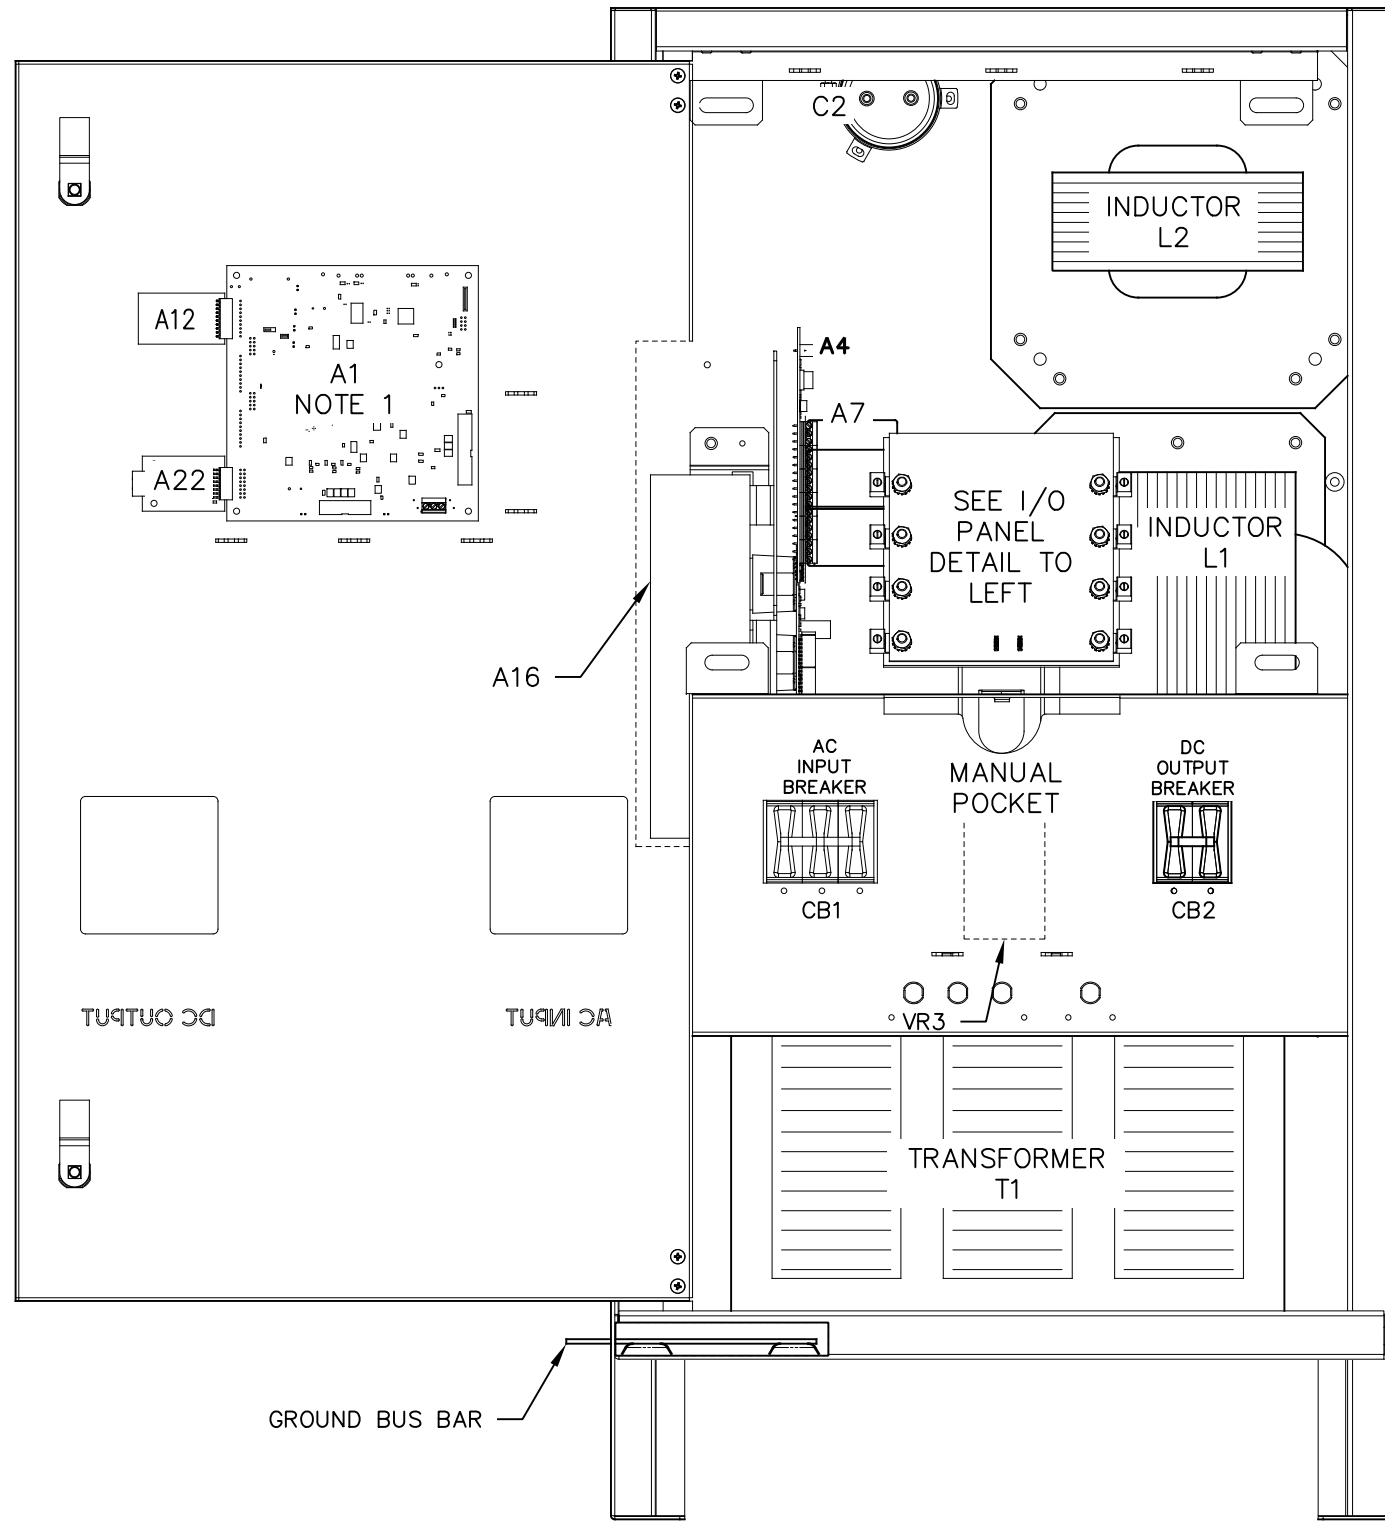 C2
INDUCTOR
L2
A12
A1
NOTE 1
A4
A7
A22
SEE I/O
PANEL
DETAIL TO
LEFT
INDUCTOR
L1
A16
AC
INPUT
BREAKER
MANUAL
POCKET
DC
OUTPUT
BREAKER
CB1
CB2
DC OUTPUT
AC INPUT
VR3
TRANSFORMER
T1
GROUND BUS BAR